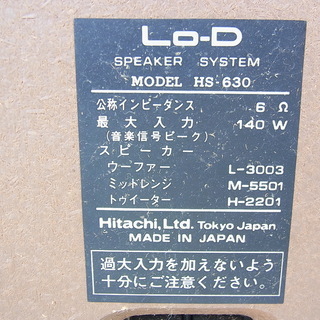 Lo-D
SPEAKER SYSTEM
MODEL HS-630
公称インピーダンス 6 Ω
最大入力 140 W
(音楽信号ピーク)
スピーカー
ウーファー L-3003
ミッドレンジ M-5501
トゥイーター H-2201
Hitachi, Ltd. Tokyo Japan
MADE IN JAPAN
過大入力を加えないよう
十分にご注意ください。